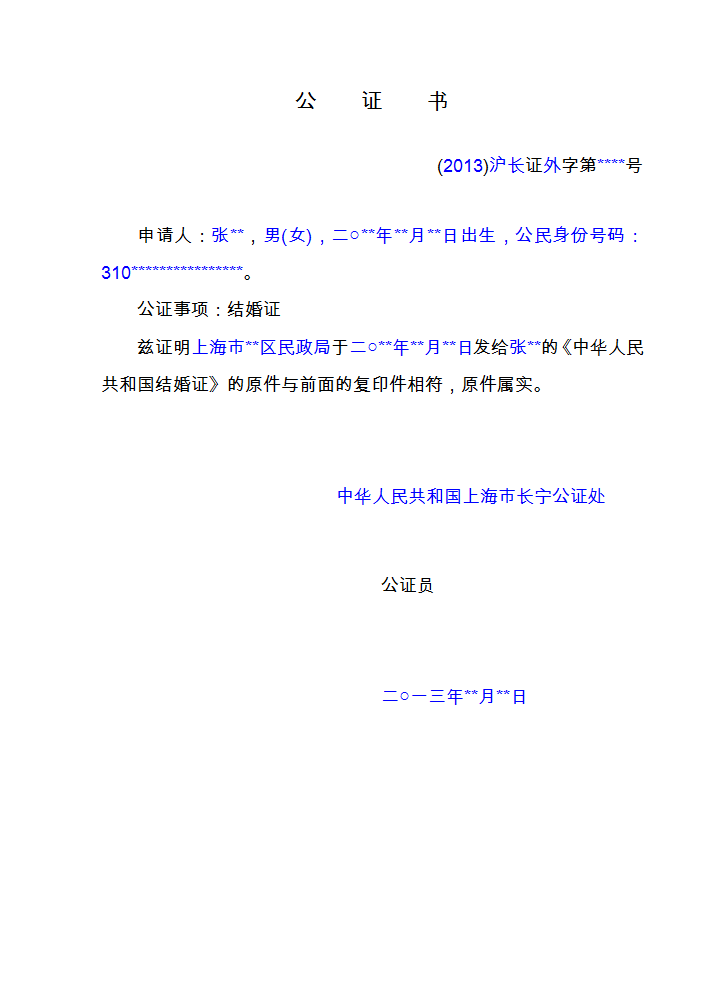 公 证 书
(2013)沪长证外字第****号
申请人：张**，男(女)，二○**年**月**日出生，公民身份号码：
310****************。
公证事项：结婚证
兹证明上海市**区民政局于二○**年**月**日发给张**的《中华人民
共和国结婚证》的原件与前面的复印件相符，原件属实。
中华人民共和国上海市长宁公证处
公证员
二○一三年**月**日